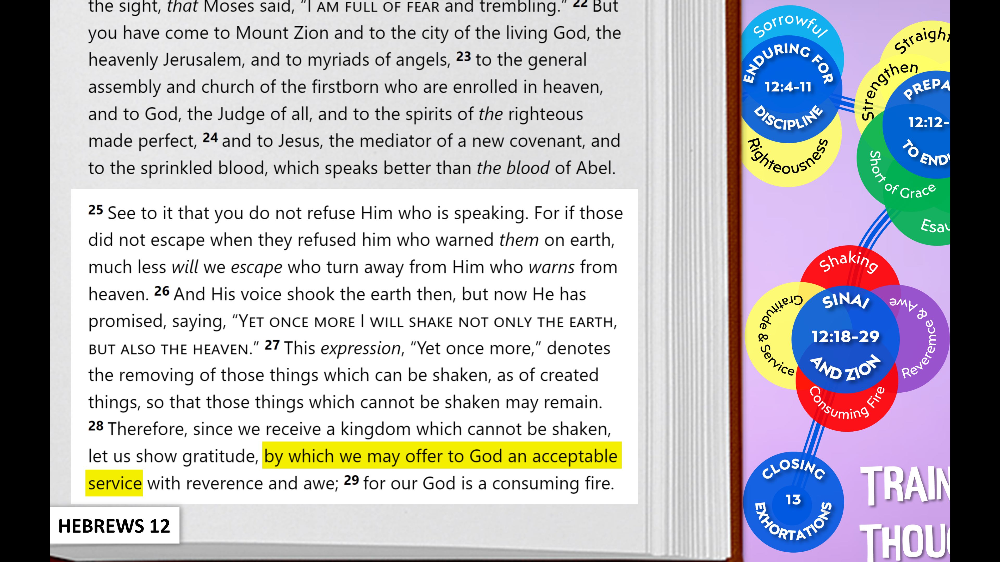 the sight, that Moses said, “I AM FULL OF FEAR and trembling.” 22 But
you have come to Mount Zion and to the city of the living God, the
heavenly Jerusalem, and to myriads of angels, 23 to the general
assembly and church of the firstborn who are enrolled in heaven,
and to God, the Judge of all, and to the spirits of the righteous
made perfect, 24 and to Jesus, the mediator of a new covenant, and
to the sprinkled blood, which speaks better than the blood of Abel.
25 See to it that you do not refuse Him who is speaking. For if those
did not escape when they refused him who warned them on earth,
much less will we escape who turn away from Him who warns from
heaven. 26 And His voice shook the earth then, but now He has
promised, saying, “YET ONCE MORE I WILL SHAKE NOT ONLY THE EARTH,
BUT ALSO THE HEAVEN.” 27 This expression, “Yet once more,” denotes
the removing of those things which can be shaken, as of created
things, so that those things which cannot be shaken may remain.
28 Therefore, since we receive a kingdom which cannot be shaken,
let us show gratitude, by which we may offer to God an acceptable
service with reverence and awe; 29 for our God is a consuming fire.
HEBREWS 12
Sorrowful
ENDURING FOR
12:4-11
DISCIPLINE
Righteousness
Straight
Strengthen
PREPA
12:12-
TO ENDU
Short of Grace
Esau
Shaking
Gratitude & Service
SINAI
12:18-29
AND ZION
Reveremce & Awe
Consuming Fire
CLOSING
13
EXHORTATIONS
TRAIN
THOUG